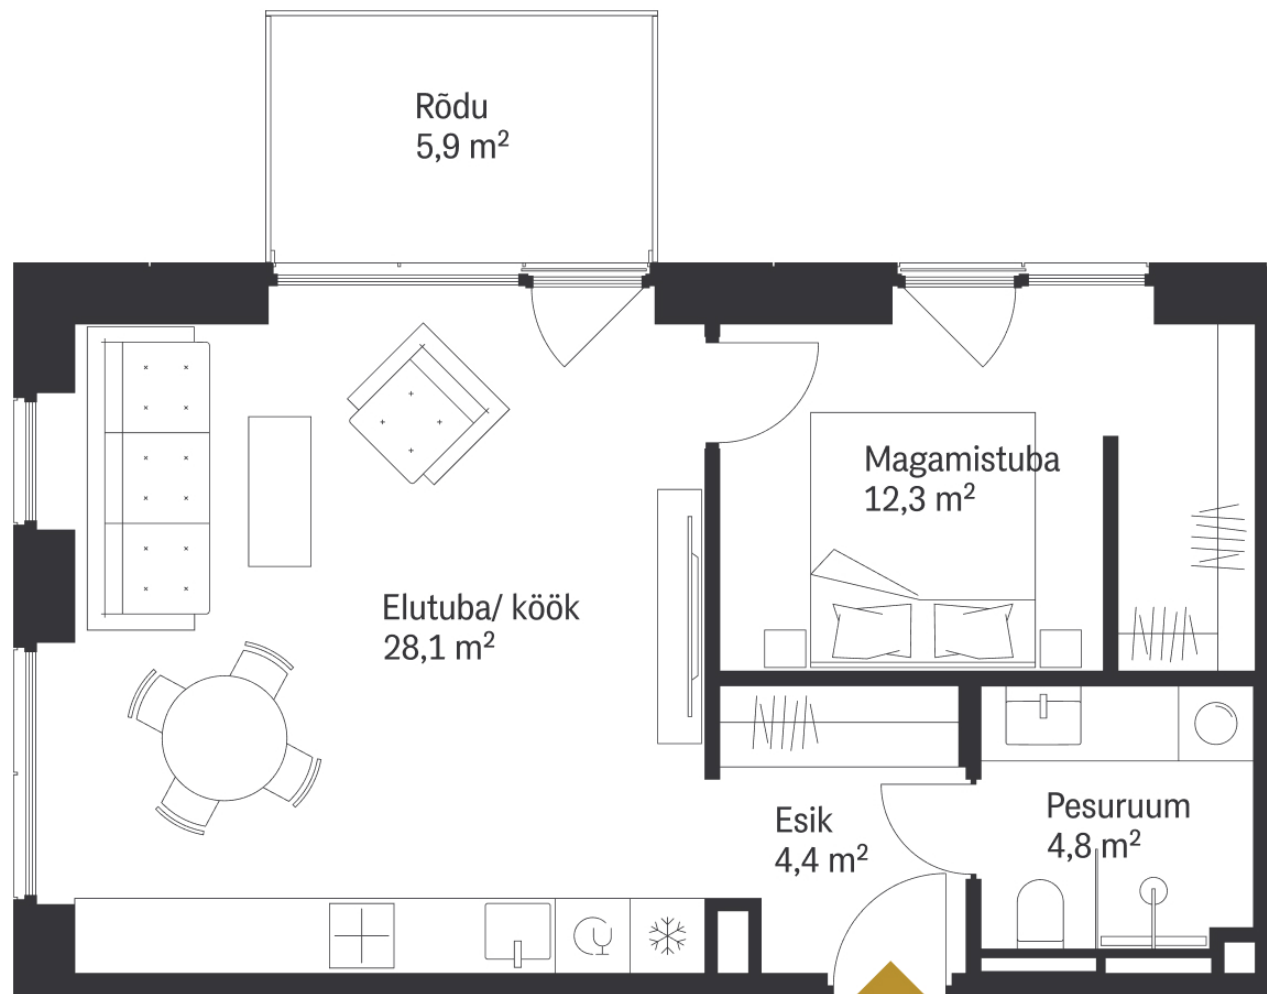 Rõdu
5,9 m²
Magamistuba
12,3 m²
Elutuba/ köök
28,1 m²
Esik
4,4 m²
Pesuruum
4,8 m²